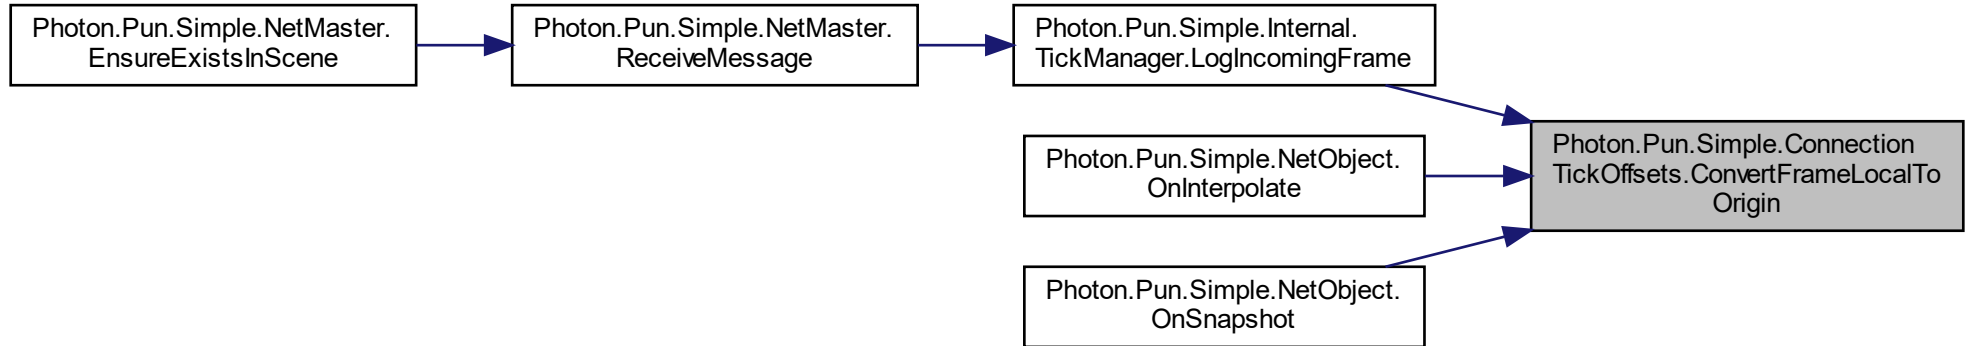 Photon.Pun.Simple.NetMaster.
EnsureExistsInScene
Photon.Pun.Simple.NetMaster.
ReceiveMessage
Photon.Pun.Simple.Internal.
TickManager.LogIncomingFrame
Photon.Pun.Simple.NetObject.
OnInterpolate
Photon.Pun.Simple.NetObject.
OnSnapshot
Photon.Pun.Simple.Connection
TickOffsets.ConvertFrameLocalTo
Origin